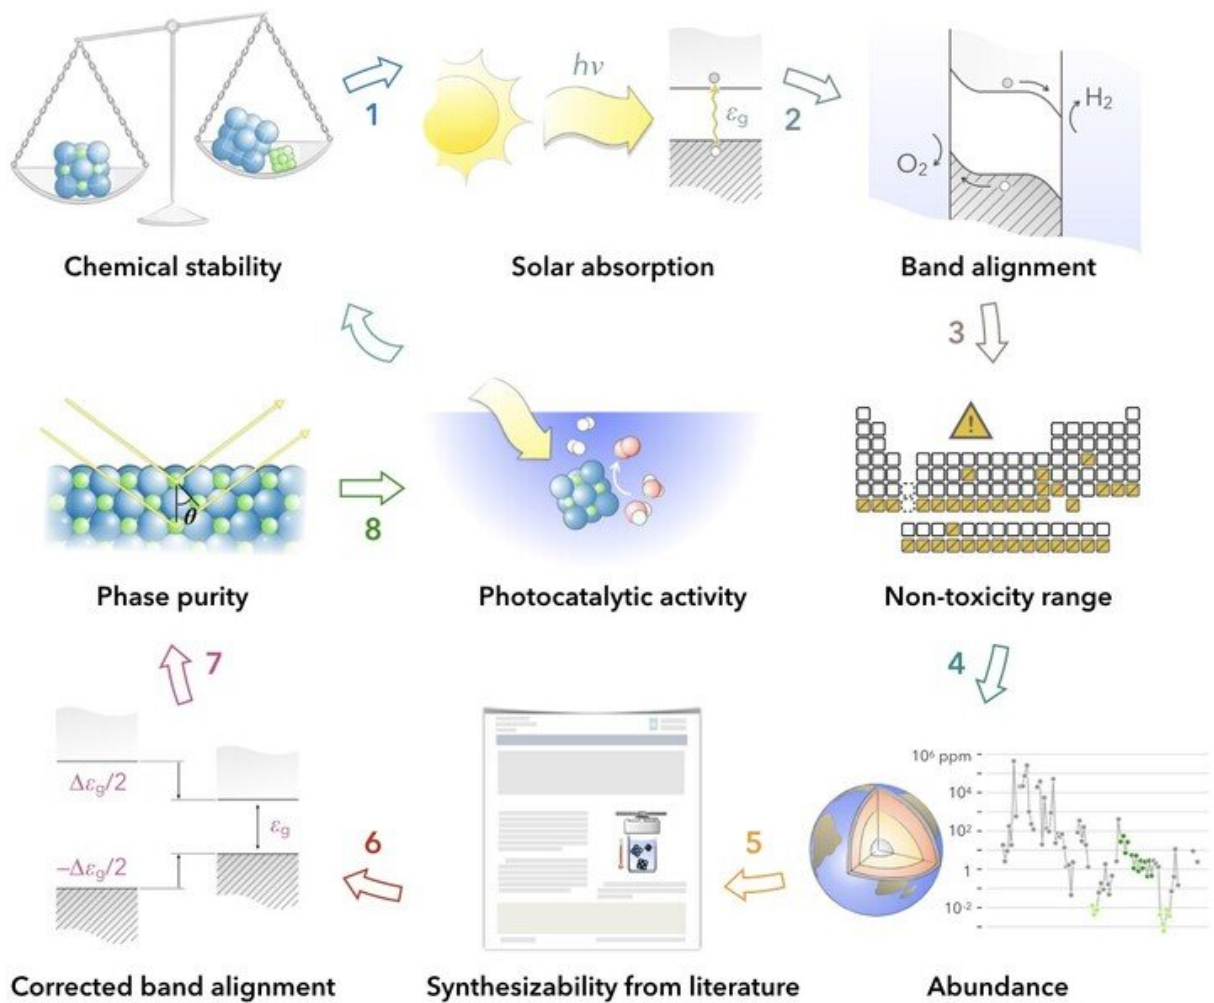 1
hν
εg
2
H2
O2
Chemical stability
Solar absorption
Band alignment
3
!
θ
8
Phase purity
Photocatalytic activity
Non-toxicity range
7
4
Δεg/2
εg
−Δεg/2
6
5
10⁶ ppm
10⁴
10²
1
10⁻²
Corrected band alignment
Synthesizability from literature
Abundance